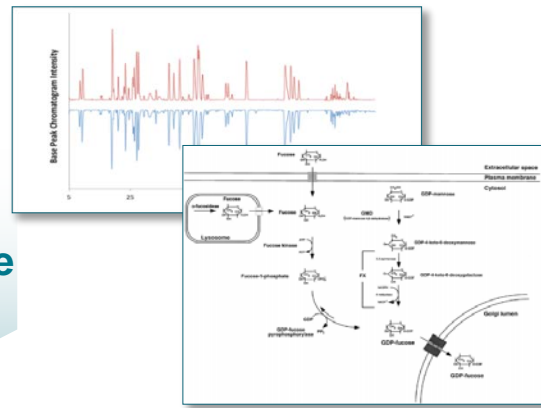 Base Peak Chromatogram Intensity
5
25
e
Fucose
Extracellular space
Plasma membrane
Cytosol
α-fucosidase
Fucose
Lysosome
Fucose
GDP-mannose
GMD
Fucose kinase
GDP-4-keto-6-deoxymannose
Fucose-1-phosphate
FX
GDP-4-keto-6-deoxygalactose
GDP-fucose
pyrophosphorylase
PPi
GDP-fucose
Golgi lumen
GDP-fucose